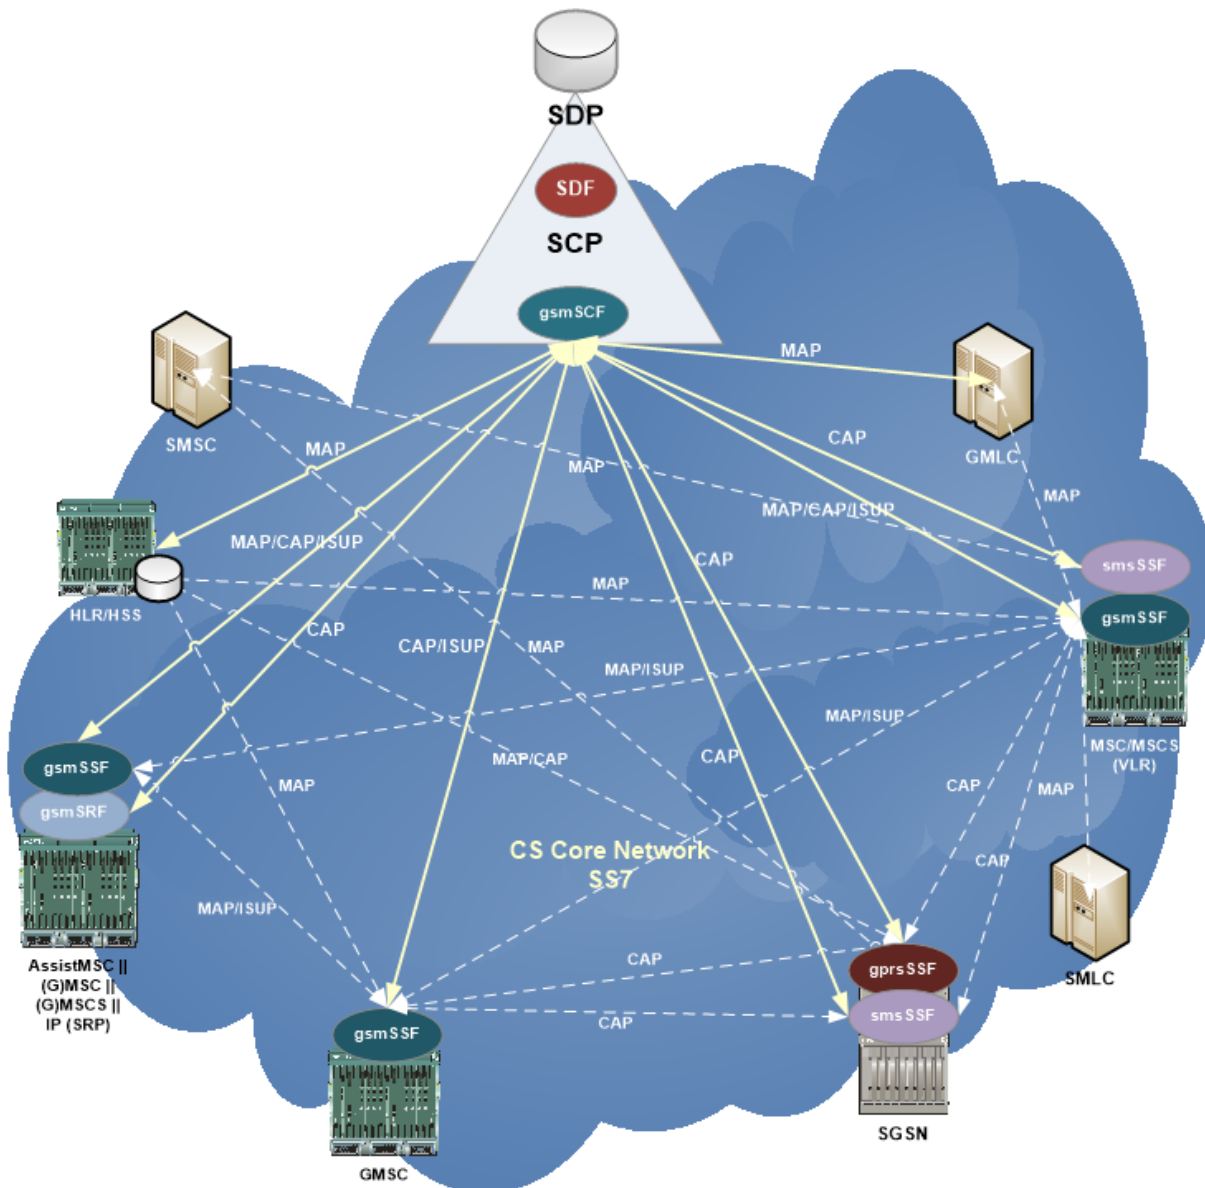 SDP
SDF
SCP
gsmSCF
MAP
SMSC
MAP
CAP
GMLC
MAP
MAP
MAP/CAP/ISUP
MAP/CAP/ISUP
CAP
smsSSF
HLR/HSS
MAP
gsmSSF
CAP
CAP/ISUP
MAP
MAP/ISUP
MAP/ISUP
MSC/MSCS
(VLR)
gsmSSF
MAP/CAP
CAP
MAP
CAP
MAP
gsmSRF
CS Core Network
SS7
CAP
MAP/ISUP
AssistMSC ||
(G)MSC ||
(G)MSCS ||
IP (SRP)
CAP
gprsSSF
SMLC
CAP
smsSSF
gsmSSF
SGSN
GMSC